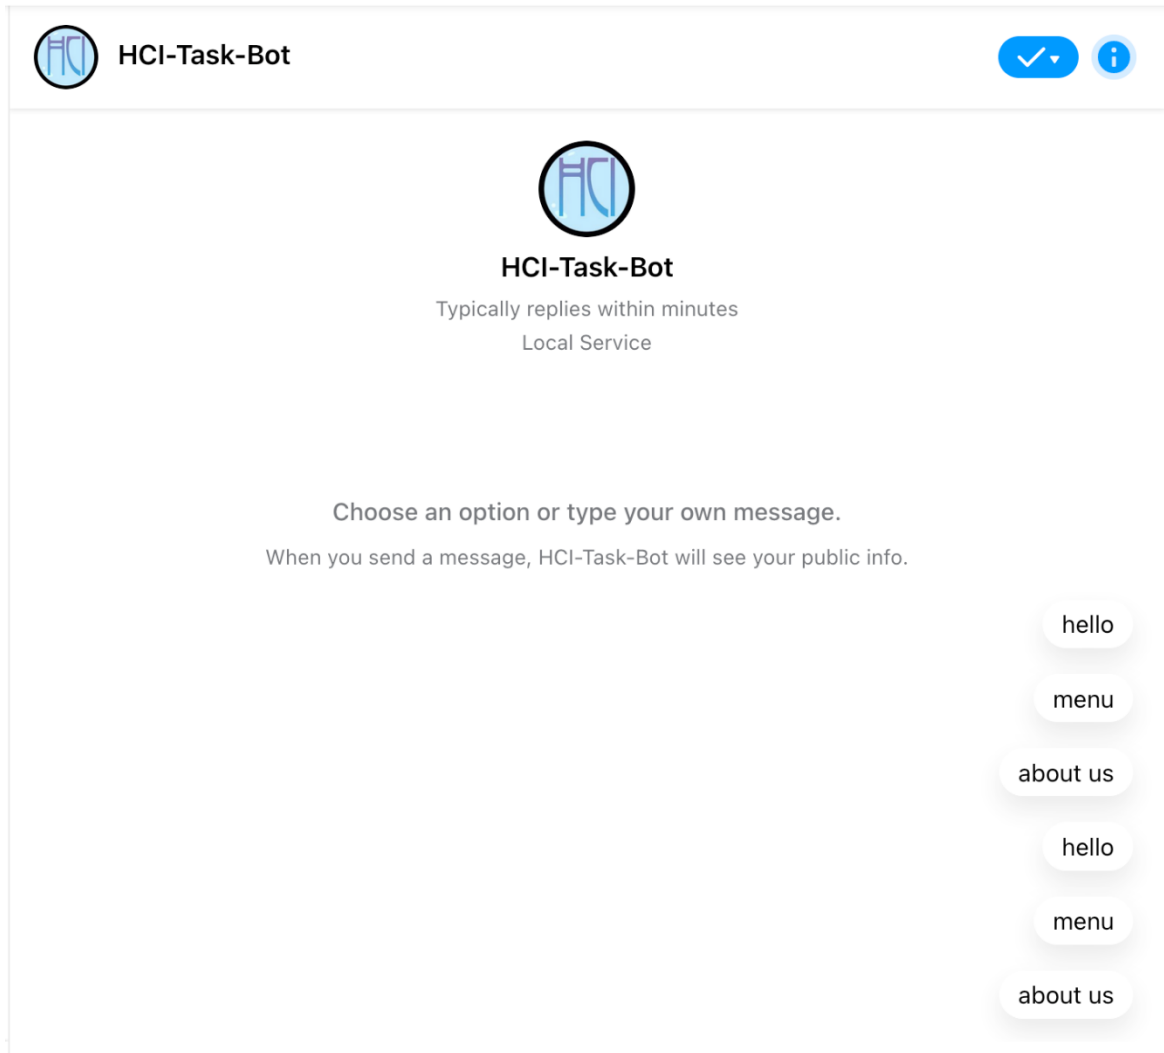 HCI
HCI-Task-Bot
HCI
HCI-Task-Bot
Typically replies within minutes
Local Service
Choose an option or type your own message.
When you send a message, HCI-Task-Bot will see your public info.
hello
menu
about us
hello
menu
about us